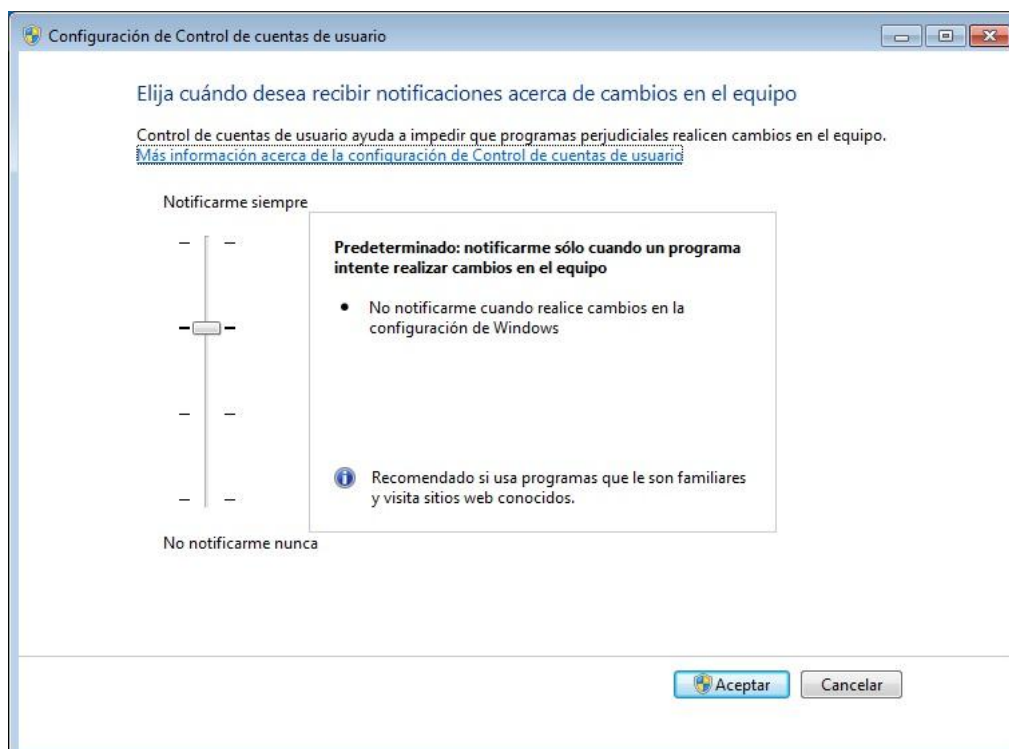 Configuración de Control de cuentas de usuario
Elija cuándo desea recibir notificaciones acerca de cambios en el equipo
Control de cuentas de usuario ayuda a impedir que programas perjudiciales realicen cambios en el equipo.
Más información acerca de la configuración de Control de cuentas de usuario
Notificarme siempre
Predeterminado: notificarme sólo cuando un programa
intente realizar cambios en el equipo
• No notificarme cuando realice cambios en la
configuración de Windows
Recomendado si usa programas que le son familiares
y visita sitios web conocidos.
No notificarme nunca
Aceptar
Cancelar